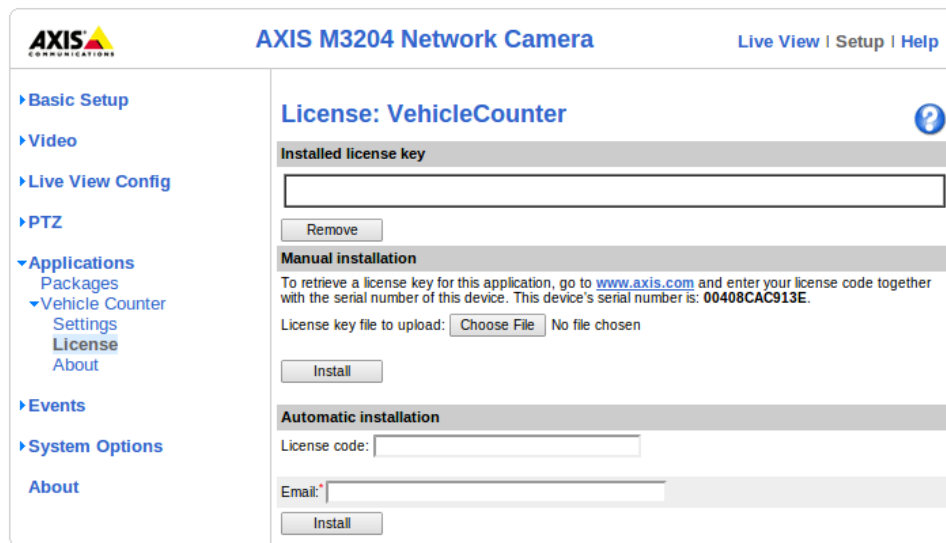 AXIS
COMMUNICATIONS
AXIS M3204 Network Camera
Live View | Setup | Help
Basic Setup
Video
Live View Config
PTZ
Applications
Packages
Vehicle Counter
Settings
License
About
Events
System Options
About
License: VehicleCounter
?
Installed license key
Remove
Manual installation
To retrieve a license key for this application, go to www.axis.com and enter your license code together
with the serial number of this device. This device's serial number is: 00408CAC913E.
License key file to upload: Choose File No file chosen
Install
Automatic installation
License code:
Email:*
Install